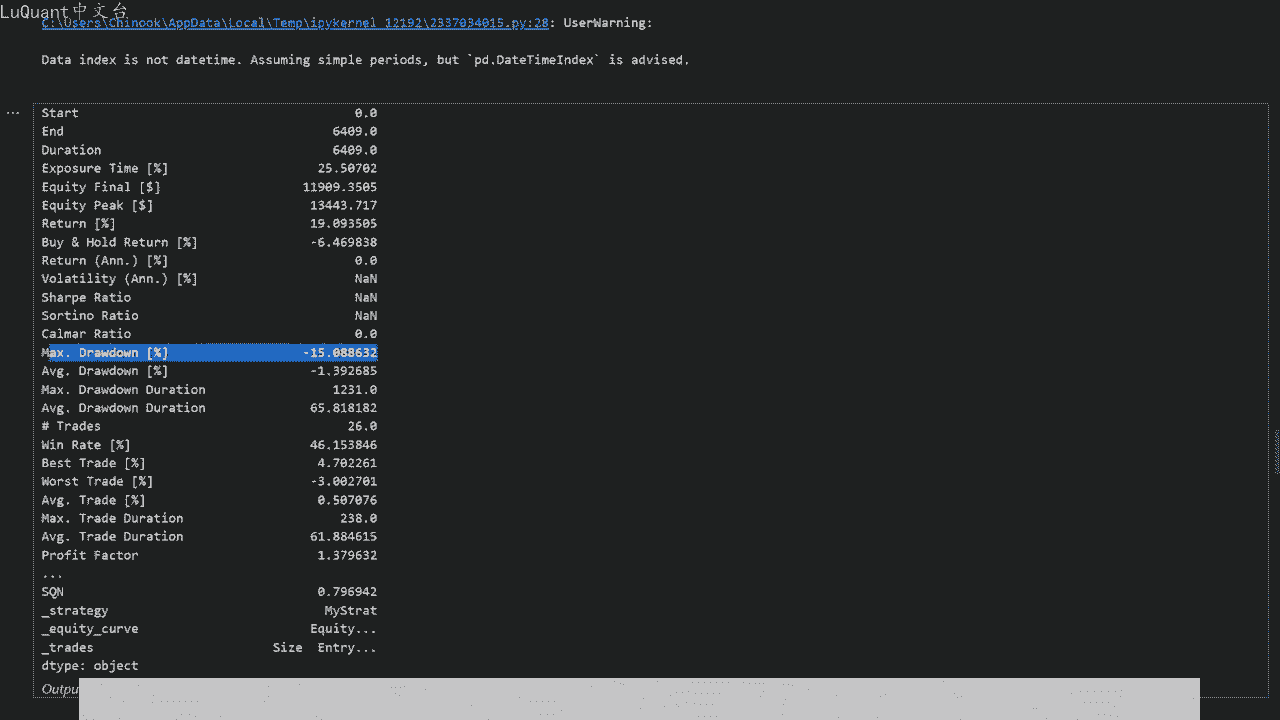 LuQuant中文台
C:\Users\Chinook\AppData\Local\Temp\ipykernel_12192\2337034015.py:28: UserWarning:
Data index is not datetime. Assuming simple periods, but `pd.DateTimeIndex` is advised.
...
Start 0.0
End 6409.0
Duration 6409.0
Exposure Time [%] 25.50702
Equity Final [$] 11909.3505
Equity Peak [$] 13443.717
Return [%] 19.093505
Buy & Hold Return [%] -6.469838
Return (Ann.) [%] 0.0
Volatility (Ann.) [%] NaN
Sharpe Ratio NaN
Sortino Ratio NaN
Calmar Ratio 0.0
Max. Drawdown [%] -15.088632
Avg. Drawdown [%] -1.392685
Max. Drawdown Duration 1231.0
Avg. Drawdown Duration 65.818182
# Trades 26.0
Win Rate [%] 46.153846
Best Trade [%] 4.702261
Worst Trade [%] -3.002701
Avg. Trade [%] 0.507076
Max. Trade Duration 238.0
Avg. Trade Duration 61.884615
Profit Factor 1.379632
...
SQN 0.796942
_strategy MyStrat
_equity_curve Equity...
_trades Size Entry...
dtype: object
Outpu